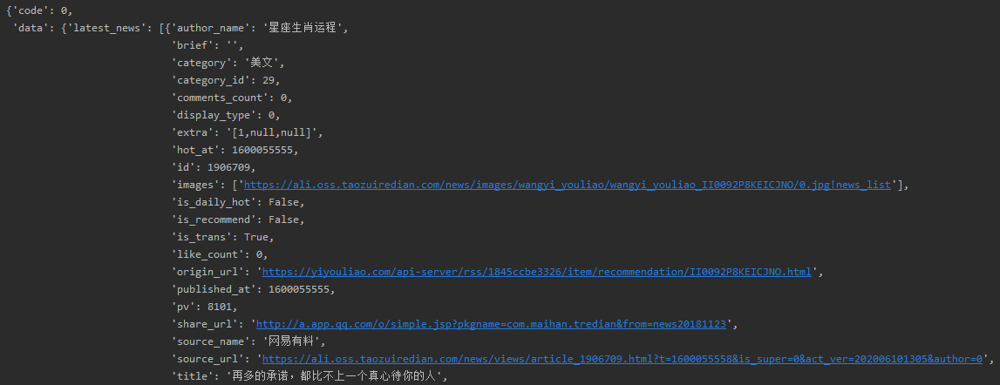 {'code': 0,
'data': {'latest_news': [{'author_name': '星座生肖运程',
'brief': '',
'category': '美文',
'category_id': 29,
'comments_count': 0,
'display_type': 0,
'extra': '[1,null,null]',
'hot_at': 1600055555,
'id': 1906709,
'images': ['https://ali.oss.taozuiredian.com/news/images/wangyi_youliao/wangyi_youliao_II0092P8KEICJNO/0.jpg!news_list'],
'is_daily_hot': False,
'is_recommend': False,
'is_trans': True,
'like_count': 0,
'origin_url': 'https://yiyouliao.com/api-server/rss/1845ccbe3326/item/recommendation/II0092P8KEICJNO.html',
'published_at': 1600055555,
'pv': 8101,
'share_url': 'http://a.app.qq.com/o/simple.jsp?pkgname=com.maihan.tredian&from=news20181123',
'source_name': '网易有料',
'source_url': 'https://ali.oss.taozuiredian.com/news/views/article_1906709.html?t=1600055558&is_super=0&act_ver=202006101305&author=0',
'title': '再多的承诺，都比不上一个真心待你的人',